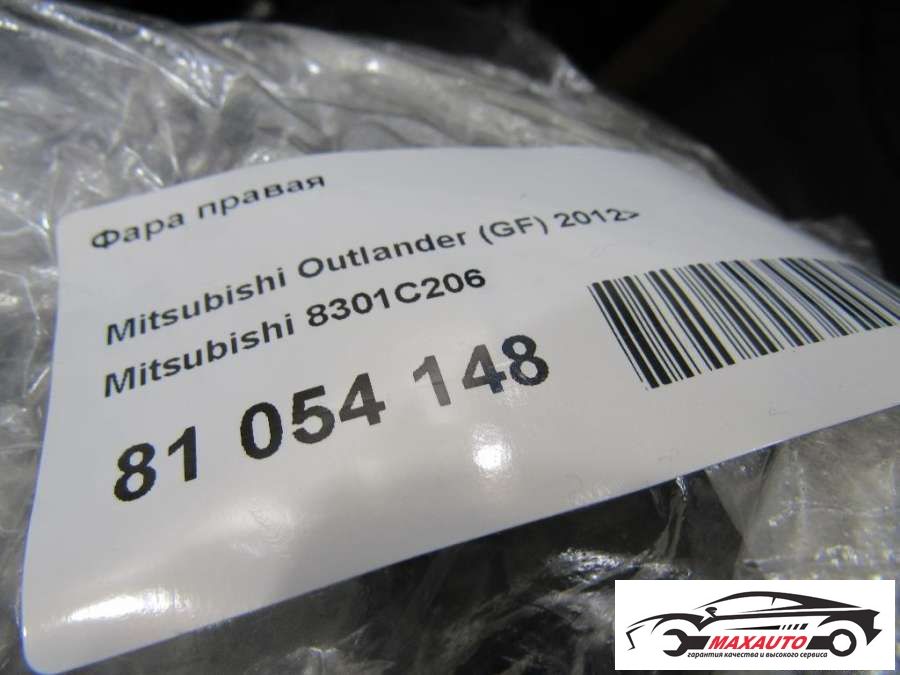 Фара правая
Mitsubishi Outlander (GF) 2012>
Mitsubishi 8301C206
81 054 148
MAXAUTO
гарантия качества и высокого сервиса